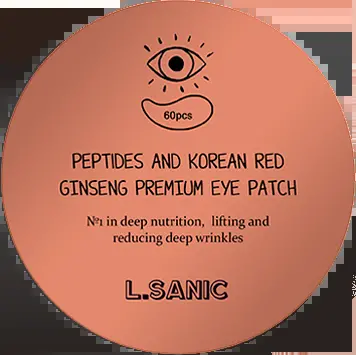 60pcs
PEPTIDES AND KOREAN RED
GINSENG PREMIUM EYE PATCH
№1 in deep nutrition, lifting and
reducing deep wrinkles
L.SANIC